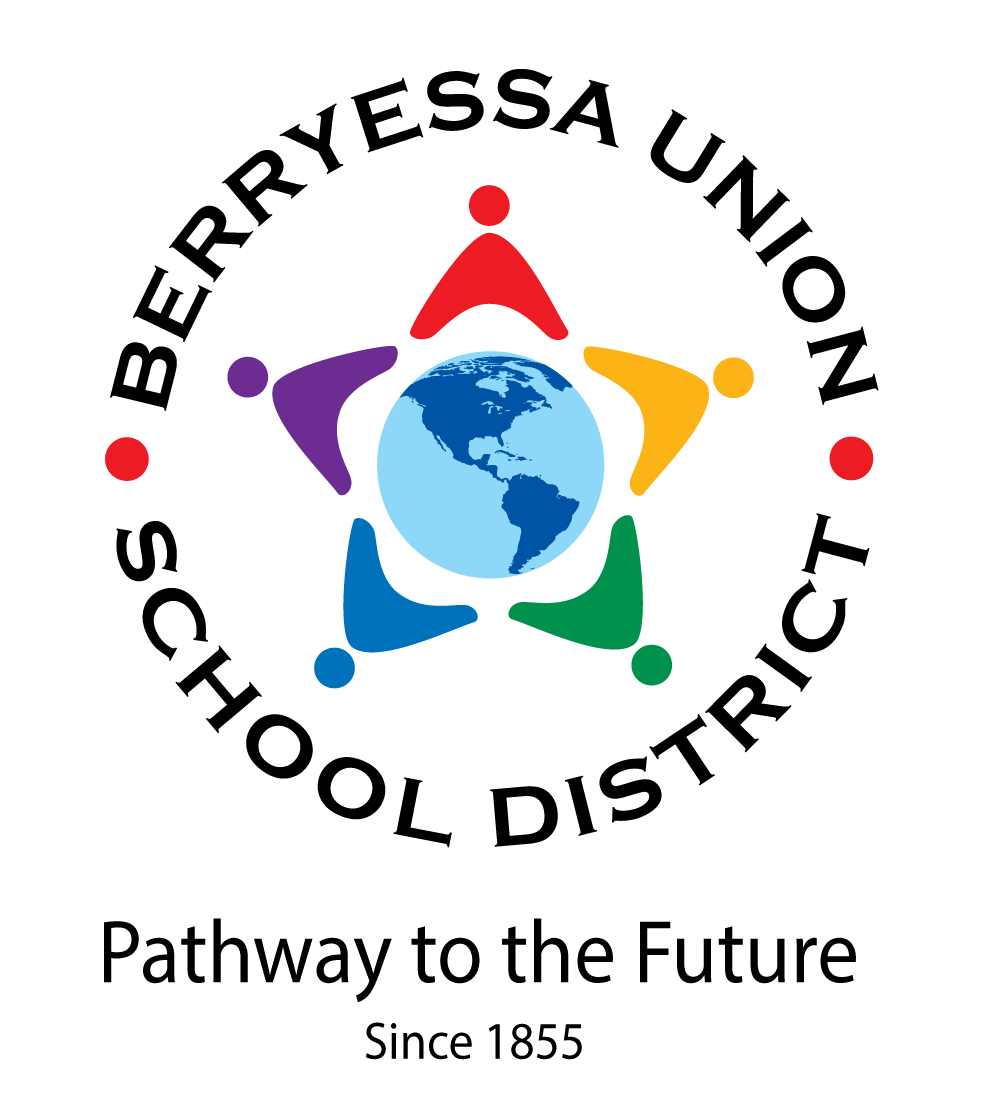 BERRYESSA UNION
SCHOOL DISTRICT
Pathway to the Future
Since 1855